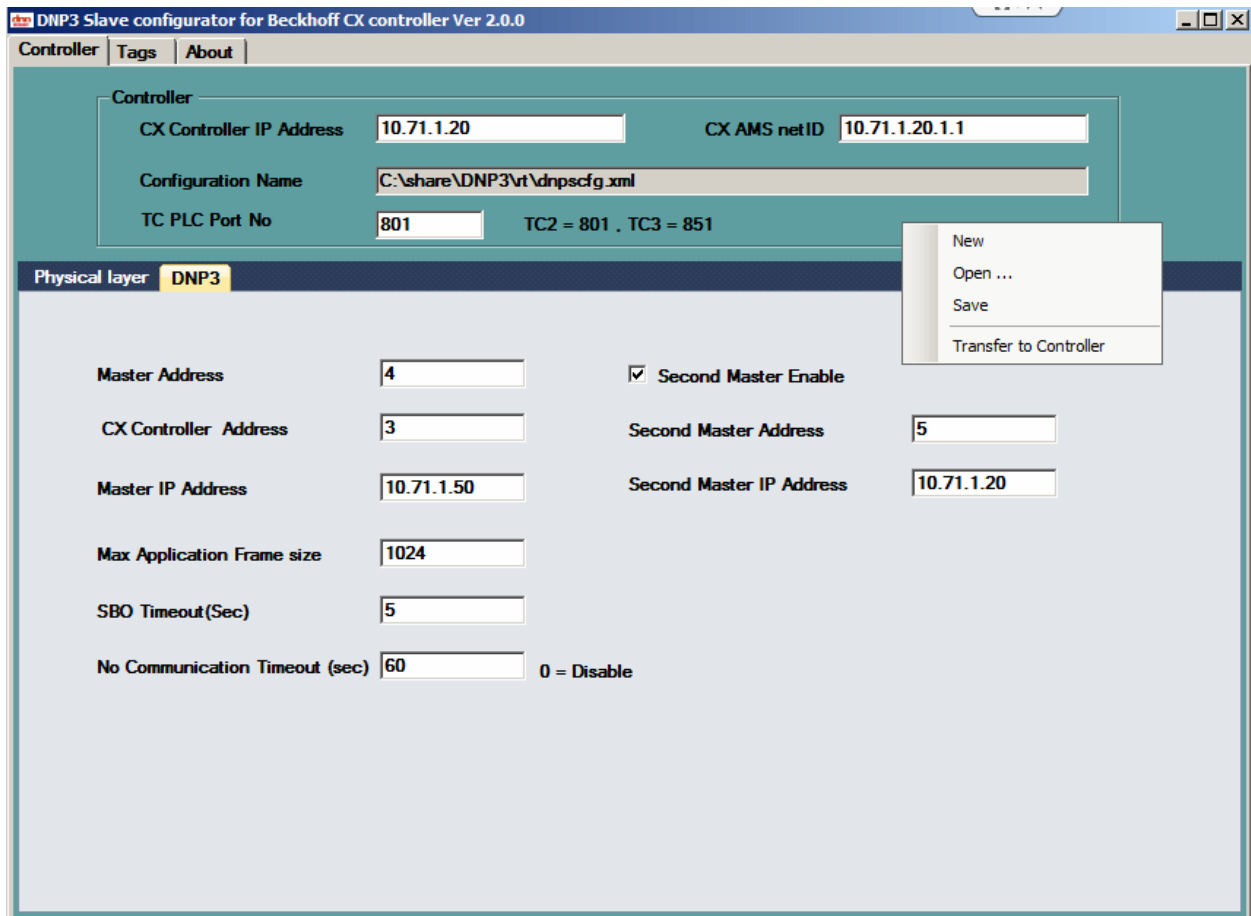 DNP3 Slave configurator for Beckhoff CX controller Ver 2.0.0
Controller Tags About
Controller
CX Controller IP Address 10.71.1.20 CX AMS netID 10.71.1.20.1.1
Configuration Name C:\share\DNP3\rt\dnpscfg.xml
TC PLC Port No 801 TC2 = 801 , TC3 = 851
New
Open ...
Save
Transfer to Controller
Physical layer DNP3
Master Address 4 Second Master Enable
CX Controller Address 3 Second Master Address 5
Master IP Address 10.71.1.50 Second Master IP Address 10.71.1.20
Max Application Frame size 1024
SBO Timeout(Sec) 5
No Communication Timeout (sec) 60 0 = Disable